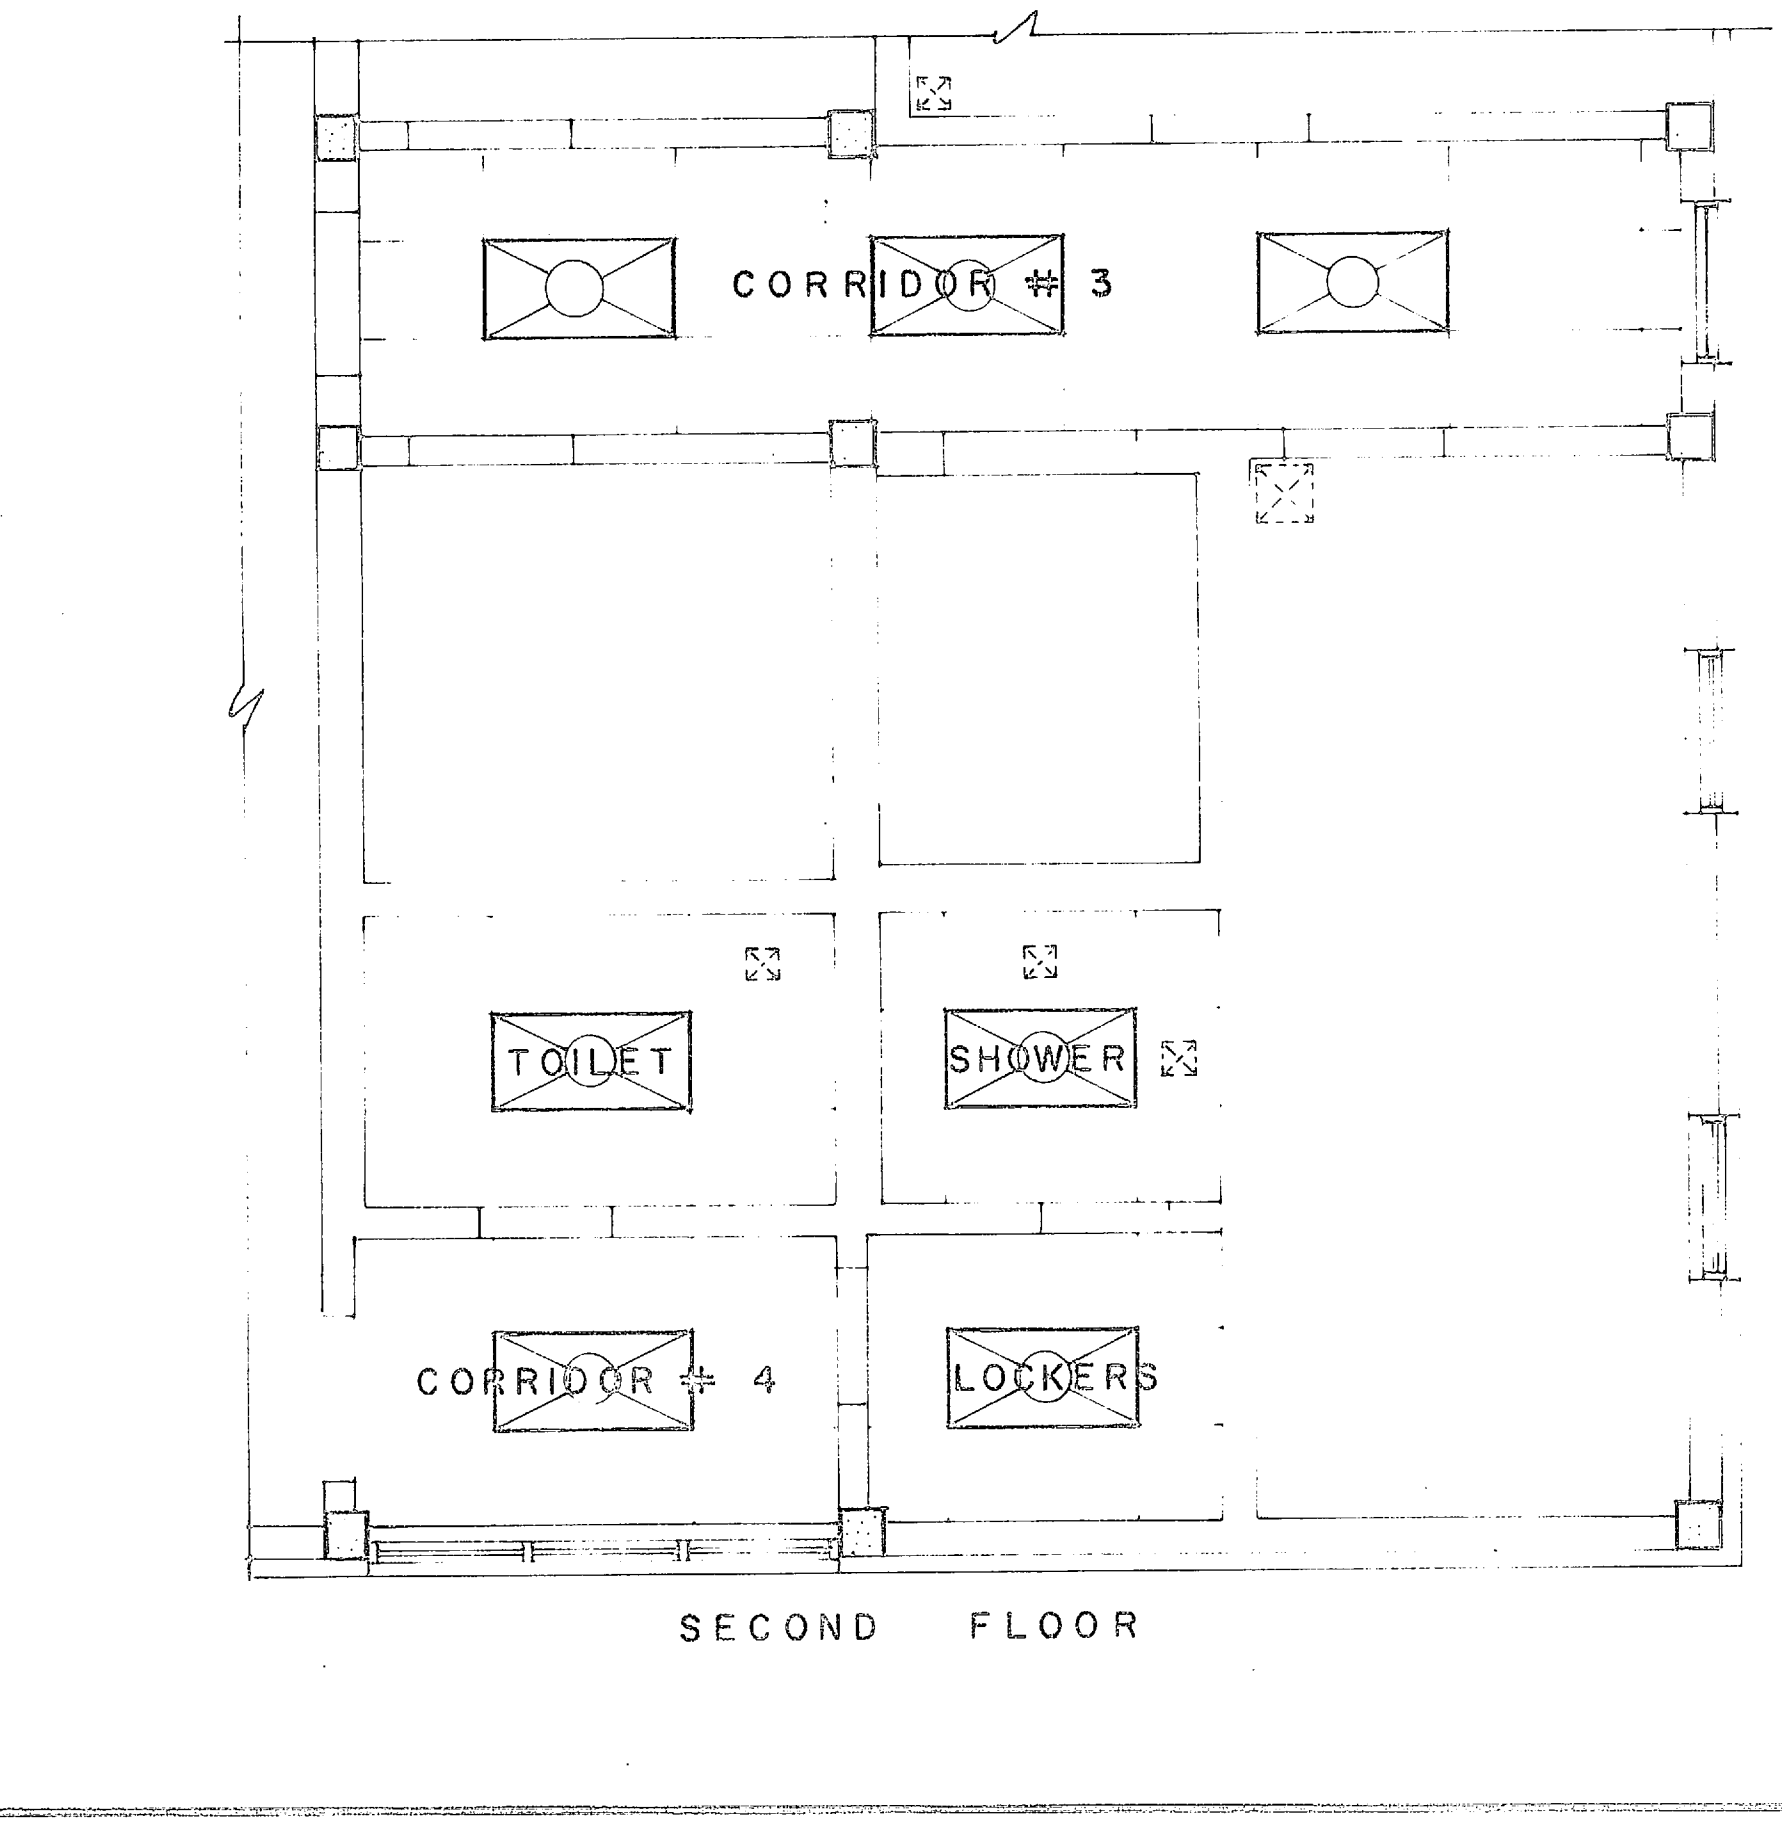 CORRIDOR # 3
TOILET
SHOWER
CORRIDOR # 4
LOCKERS
SECOND FLOOR